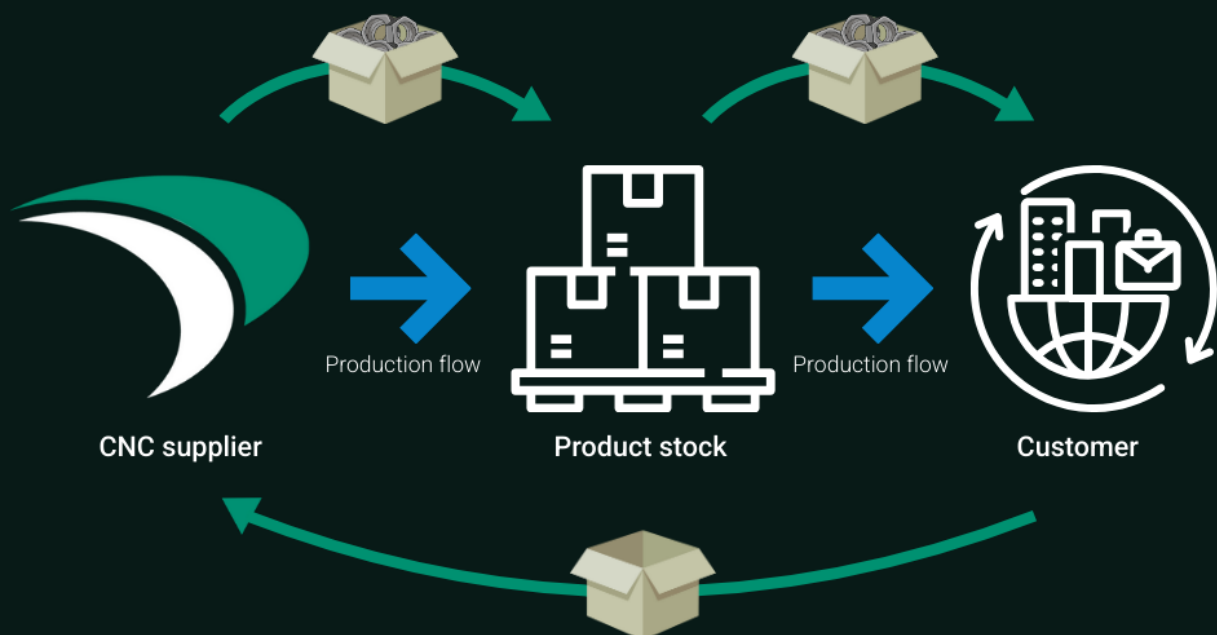 Production flow
Production flow
CNC supplier
Product stock
Customer